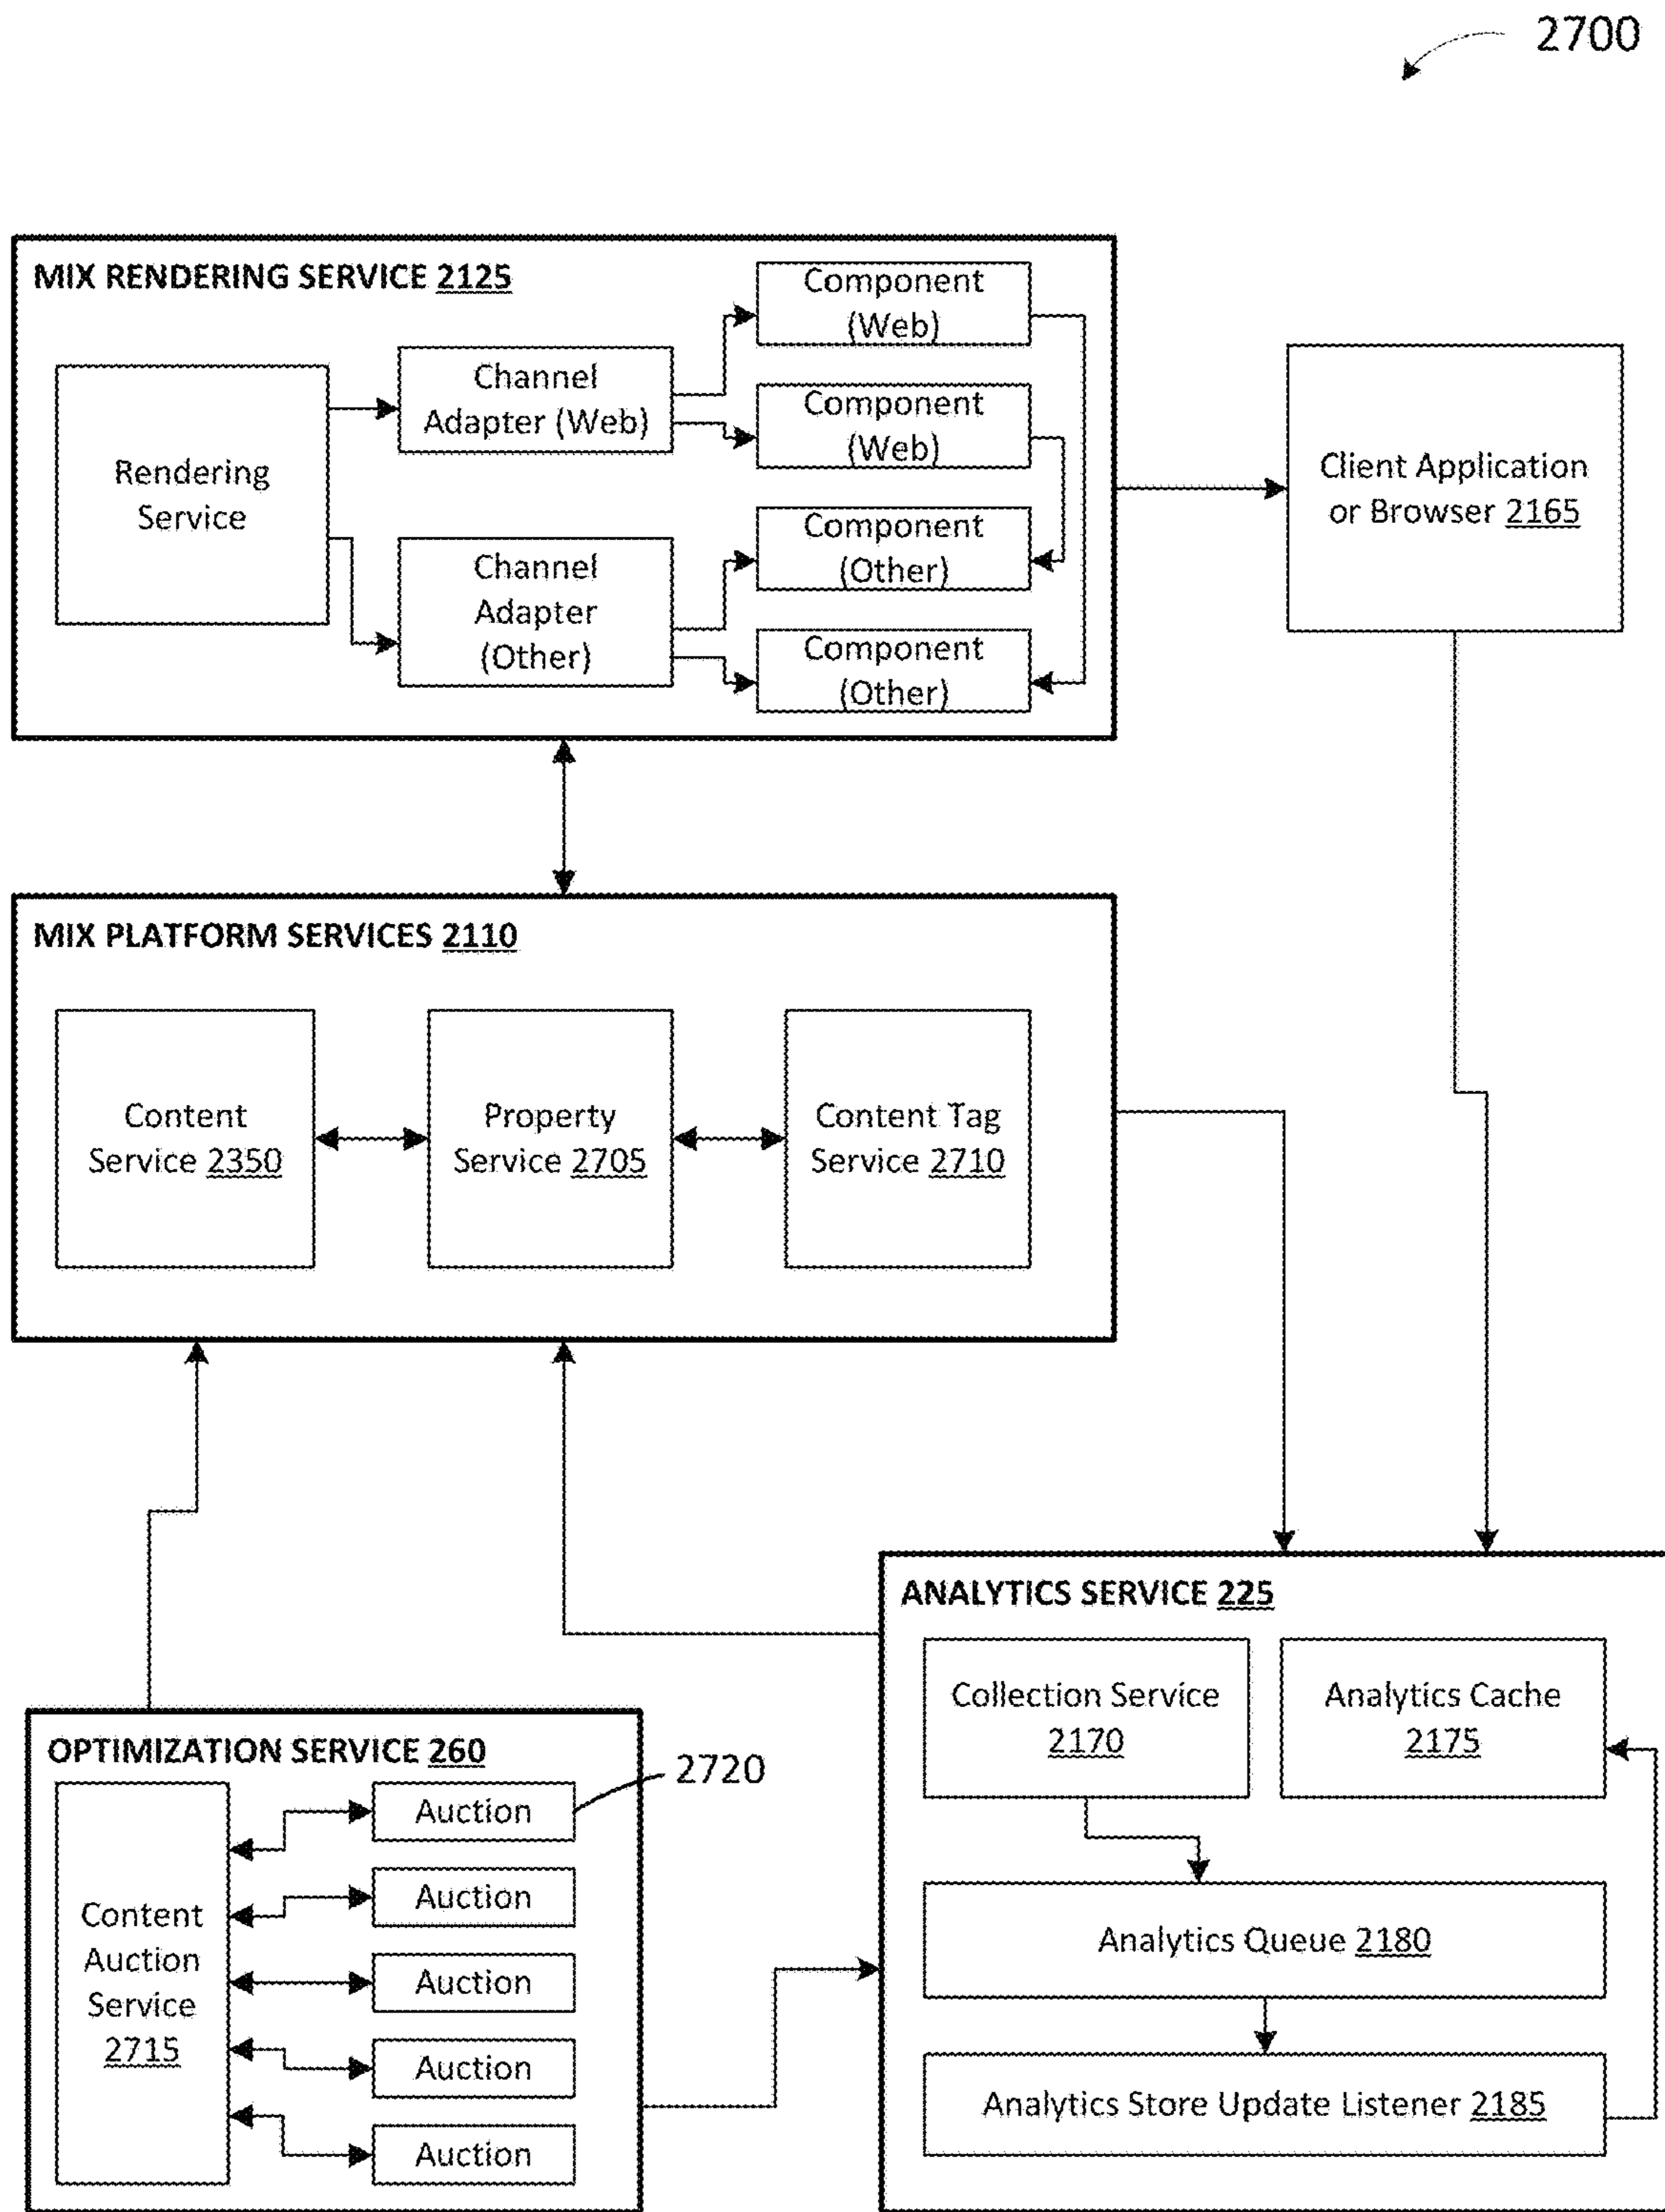 2700
MIX RENDERING SERVICE 2125
Rendering
Service
Channel
Adapter (Web)
Channel
Adapter
(Other)
Component
(Web)
Component
(Web)
Component
(Other)
Component
(Other)
Client Application
or Browser 2165
MIX PLATFORM SERVICES 2110
Content
Service 2350
Property
Service 2705
Content Tag
Service 2710
OPTIMIZATION SERVICE 260
Content
Auction
Service
2715
Auction
Auction
Auction
Auction
Auction
2720
ANALYTICS SERVICE 225
Collection Service
2170
Analytics Cache
2175
Analytics Queue 2180
Analytics Store Update Listener 2185